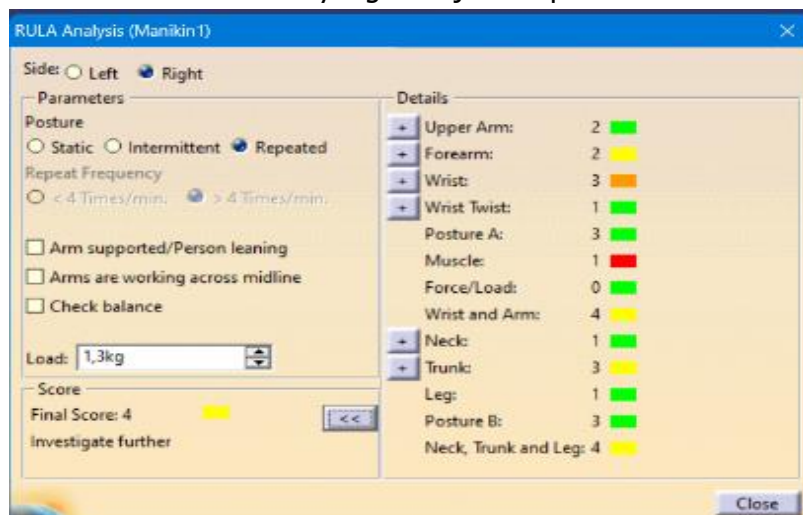 RULA Analysis (Manikin1)
Side: Left Right
Parameters
Posture
Static Intermittent Repeated
Repeat Frequency
< 4 Times/min. > 4 Times/min.
Arm supported/Person leaning
Arms are working across midline
Check balance
Load: 1,3kg
Score
Final Score: 4
<<
Investigate further
Details
+ Upper Arm: 2
+ Forearm: 2
+ Wrist: 3
+ Wrist Twist: 1
Posture A: 3
Muscle: 1
Force/Load: 0
Wrist and Arm: 4
+ Neck: 1
+ Trunk: 3
Leg: 1
Posture B: 3
Neck, Trunk and Leg: 4
Close